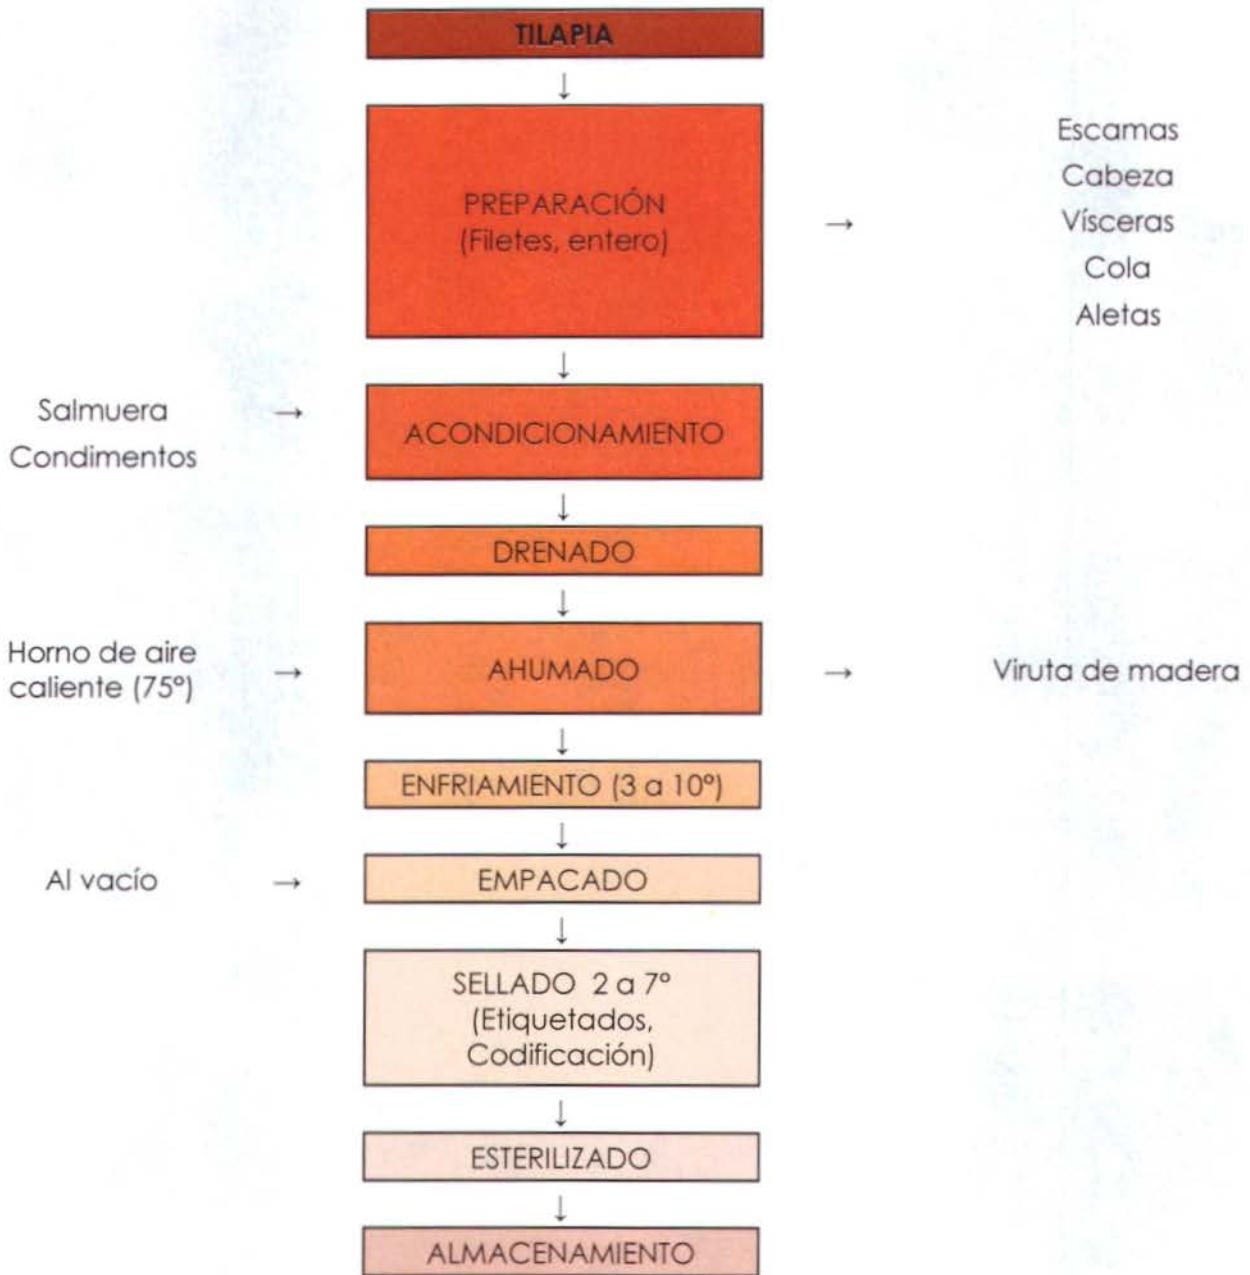 TILAPIA
↓
PREPARACIÓN
(Filetes, entero)
→
Escamas
Cabeza
Vísceras
Cola
Aletas
↓
Salmuera
Condimentos
→
ACONDICIONAMIENTO
↓
DRENADO
↓
Horno de aire
caliente (75°)
→
AHUMADO
→
Viruta de madera
↓
ENFRIAMIENTO (3 a 10°)
↓
Al vacío
→
EMPACADO
↓
SELLADO 2 a 7°
(Etiquetados,
Codificación)
↓
ESTERILIZADO
↓
ALMACENAMIENTO